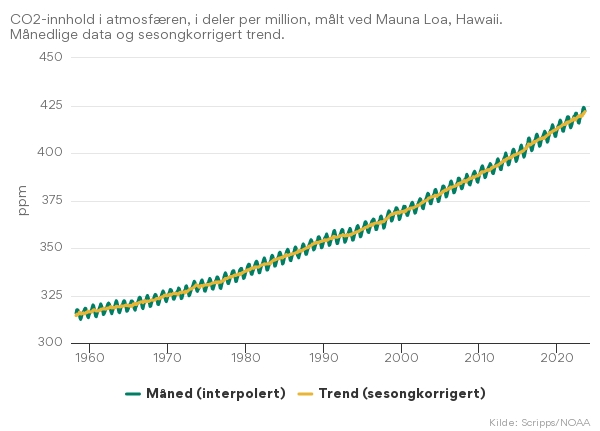 CO2-innhold i atmosfæren, i deler per million, målt ved Mauna Loa, Hawaii.
Månedlige data og sesongkorrigert trend.
450
425
400
375
350
325
300
ppm
1960 1970 1980 1990 2000 2010 2020
Måned (interpolert) Trend (sesongkorrigert)
Kilde: Scripps/NOAA